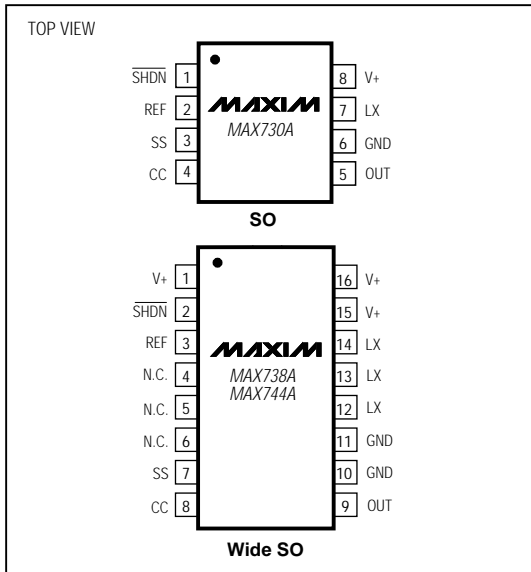 TOP VIEW
SHDN 1
8 V+
REF 2
7 LX
SS 3
6 GND
CC 4
5 OUT
MAXIM
MAX730A
SO
V+ 1
16 V+
SHDN 2
15 V+
REF 3
14 LX
N.C. 4
13 LX
N.C. 5
12 LX
N.C. 6
11 GND
SS 7
10 GND
CC 8
9 OUT
MAXIM
MAX738A
MAX744A
Wide SO